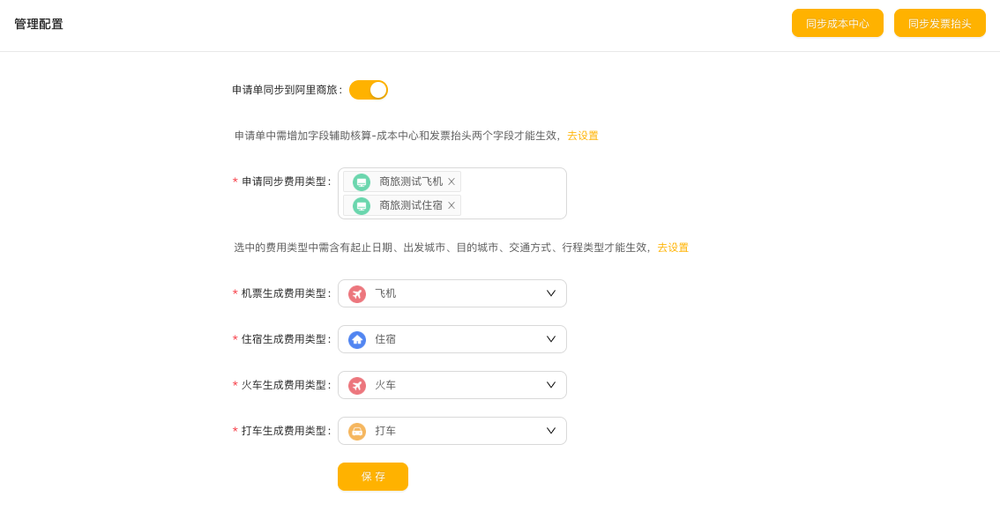 管理配置
同步成本中心
同步发票抬头
申请单同步到阿里商旅：
申请单中需增加字段辅助核算-成本中心和发票抬头两个字段才能生效，去设置
* 申请同步费用类型：
商旅测试飞机 ×
商旅测试住宿 ×
选中的费用类型中需含有起止日期、出发城市、目的城市、交通方式、行程类型才能生效，去设置
* 机票生成费用类型： 飞机
* 住宿生成费用类型： 住宿
* 火车生成费用类型： 火车
* 打车生成费用类型： 打车
保 存